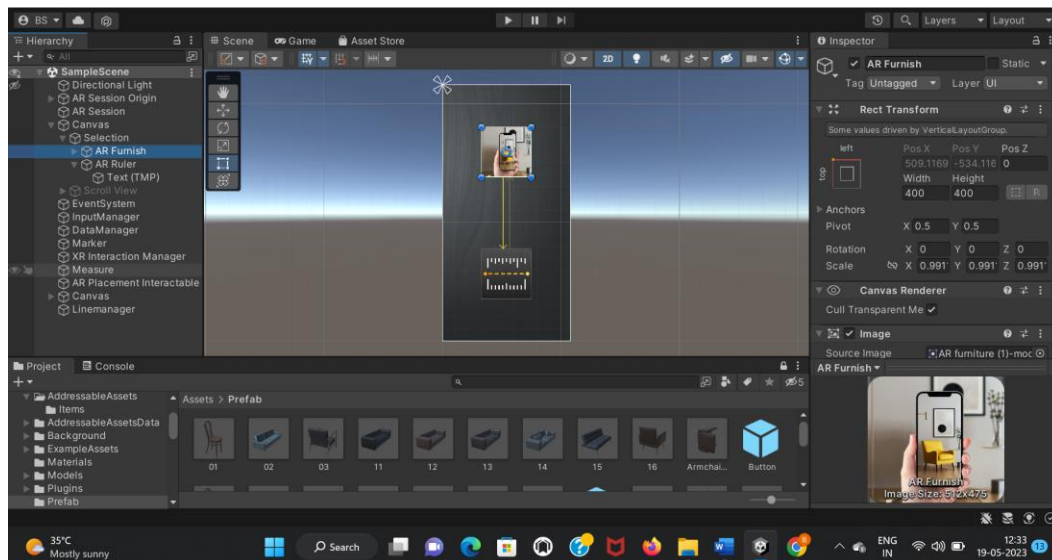 BS
Layers
Layout
Hierarchy
Scene
Game
Asset Store
Inspector
All
2D
SampleScene
Directional Light
AR Session Origin
AR Session
Canvas
Selection
AR Furnish
AR Ruler
Text (TMP)
Scroll View
EventSystem
InputManager
DataManager
Marker
XR Interaction Manager
Measure
AR Placement Interactable
Canvas
Linemanager
AR Furnish
Static
Tag Untagged
Layer UI
Rect Transform
Some values driven by VerticalLayoutGroup.
left
Pos X Pos Y Pos Z
top
509.1169 -534.116 0
Width Height
400 400
R
Anchors
Pivot X 0.5 Y 0.5
Rotation X 0 Y 0 Z 0
Scale X 0.991 Y 0.991 Z 0.991
Canvas Renderer
Cull Transparent Me
Image
Source Image AR furniture (1)-moc
AR Furnish
AR Furnish
Image Size: 512x475
Project
Console
5
AddressableAssets
Items
AddressableAssetsData
Background
ExampleAssets
Materials
Models
Plugins
Prefab
Assets > Prefab
01 02 03 11 12 13 14 15 16 Armchai... Button
35°C
Mostly sunny
Search
ENG
IN
12:33
19-05-2023
13